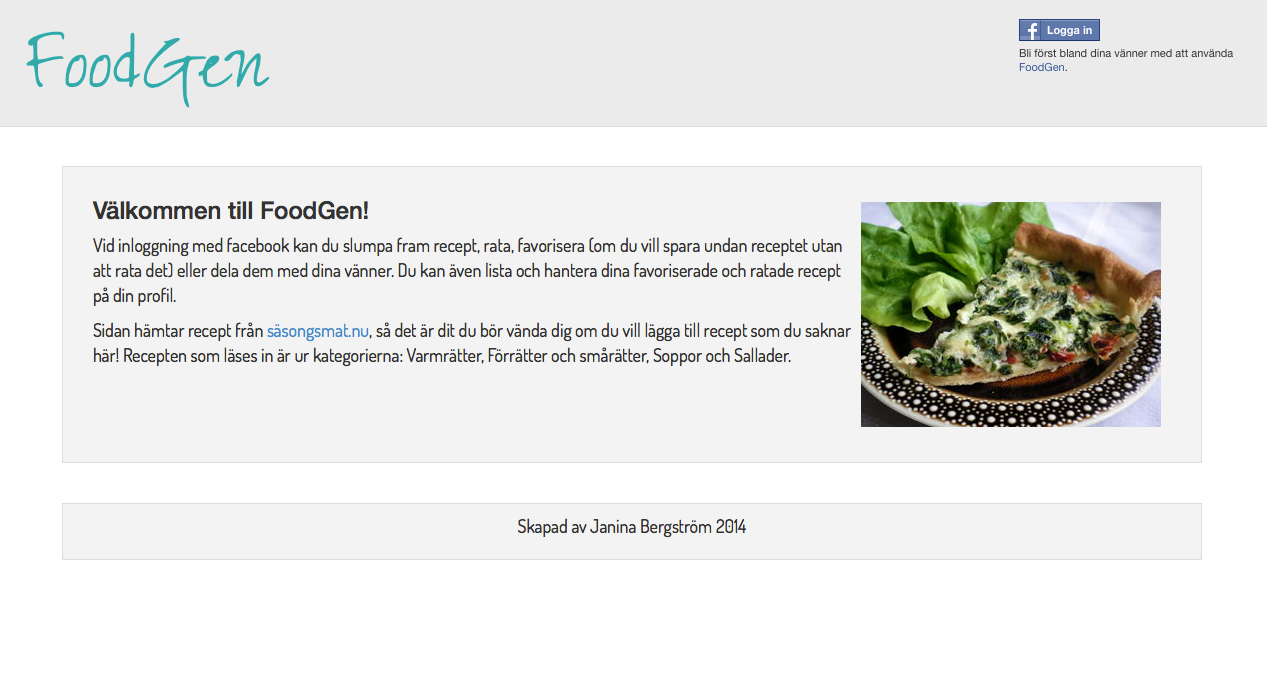 FoodGen
Logga in
Bli först bland dina vänner med att använda
FoodGen.
Välkommen till FoodGen!
Vid inloggning med facebook kan du slumpa fram recept, rata, favorisera (om du vill spara undan receptet utan
att rata det) eller dela dem med dina vänner. Du kan även lista och hantera dina favoriserade och ratade recept
på din profil.
Sidan hämtar recept från säsongsmat.nu, så det är dit du bör vända dig om du vill lägga till recept som du saknar
här! Recepten som läses in är ur kategorierna: Varmrätter, Förrätter och smårätter, Soppor och Sallader.
Skapad av Janina Bergström 2014